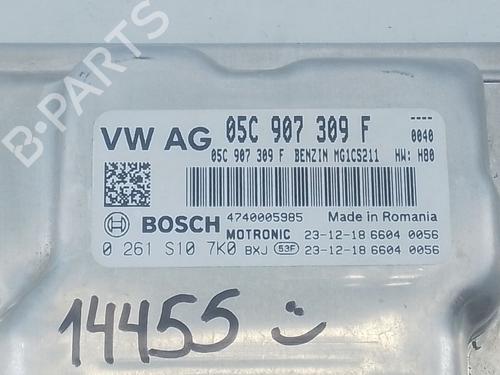 B-PARTS
VW AG 05C 907 309 F ----
0040
05C 907 309 F BENZIN MG1CS211 HW: H80
BOSCH 4740005985 Made in Romania
MOTRONIC 23-12-18 6604 0056
0 261 S10 7K0 BXJ 53F 23-12-18 6604 0056
14455